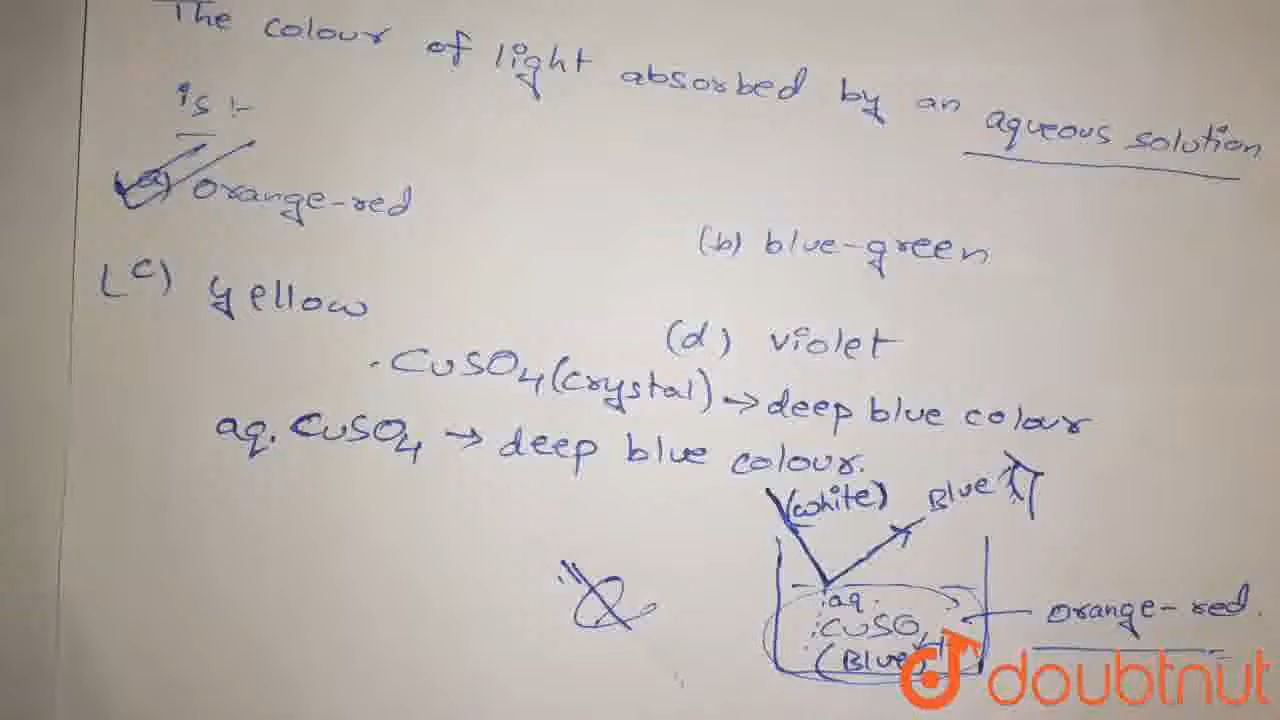 The colour of light absorbed by an aqueous solution
is :-
(a) orange-red
(b) blue-green
(c) yellow
(d) violet
CuSO4 (crystal) → deep blue colour
aq. CuSO4 → deep blue colour.
(white) Blue
aq.
CuSO4
(Blue)
orange-red.
doubtnut